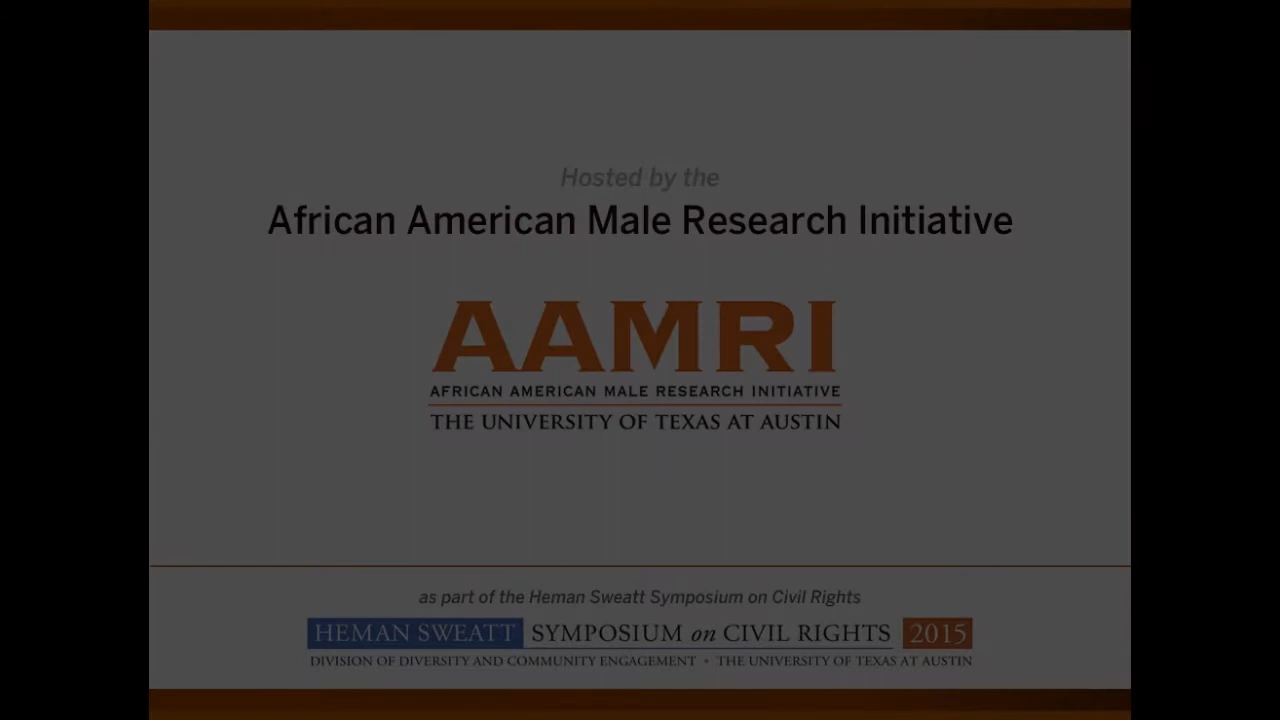 Hosted by the
African American Male Research Initiative
AAMRI
AFRICAN AMERICAN MALE RESEARCH INITIATIVE
THE UNIVERSITY OF TEXAS AT AUSTIN
as part of the Heman Sweatt Symposium on Civil Rights
HEMAN SWEATT SYMPOSIUM on CIVIL RIGHTS 2015
DIVISION OF DIVERSITY AND COMMUNITY ENGAGEMENT • THE UNIVERSITY OF TEXAS AT AUSTIN